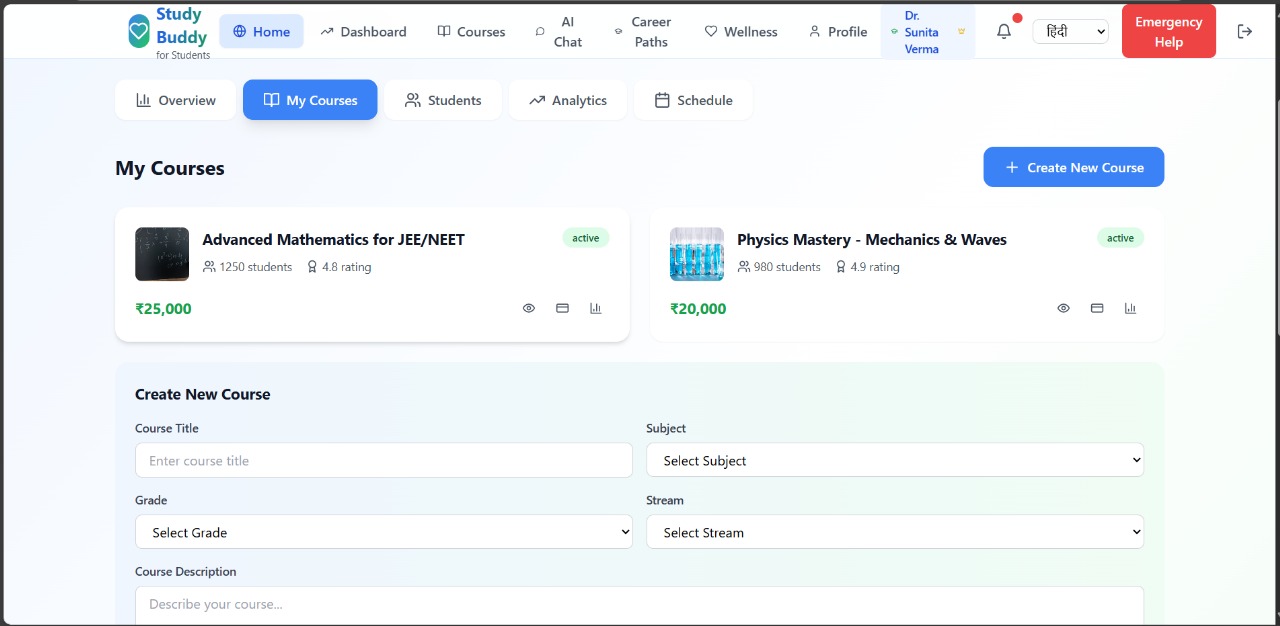 Study
Buddy
for Students
Home
Dashboard
Courses
AI
Chat
Career
Paths
Wellness
Profile
Dr.
Sunita
Verma
हिंदी
Emergency
Help
Overview
My Courses
Students
Analytics
Schedule
My Courses
Create New Course
Advanced Mathematics for JEE/NEET
active
1250 students 4.8 rating
₹25,000
Physics Mastery - Mechanics & Waves
active
980 students 4.9 rating
₹20,000
Create New Course
Course Title
Enter course title
Subject
Select Subject
Grade
Select Grade
Stream
Select Stream
Course Description
Describe your course...